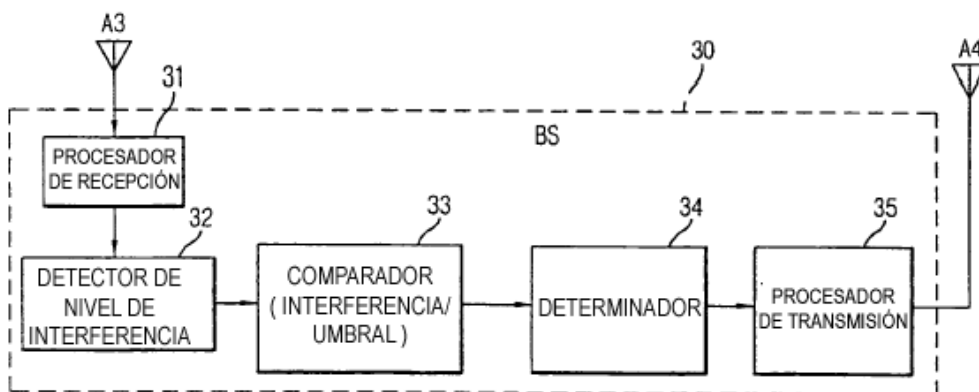 A3
A4
30
31
BS
PROCESADOR
DE RECEPCIÓN
32
33
34
35
DETECTOR DE
NIVEL DE
INTERFERENCIA
COMPARADOR
( INTERFERENCIA/
UMBRAL )
DETERMINADOR
PROCESADOR
DE TRANSMISIÓN